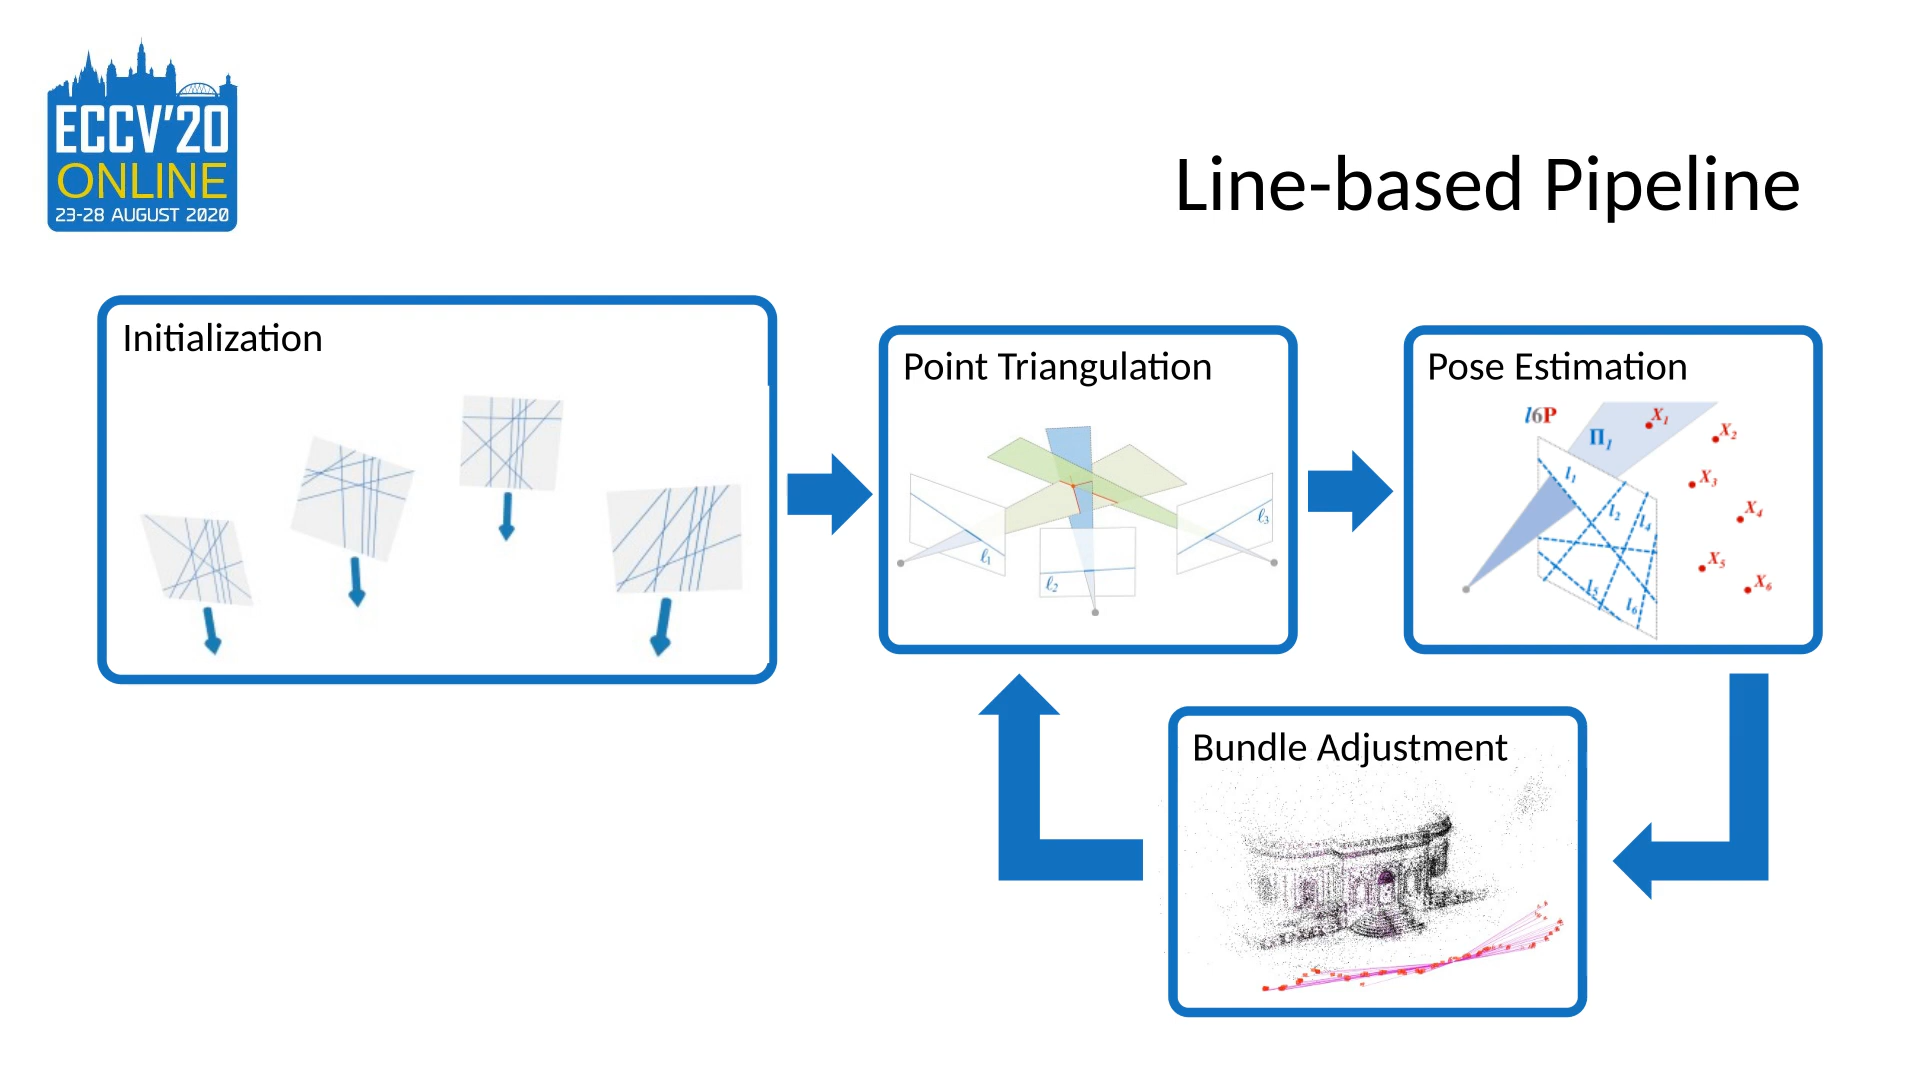 ECCV'20
ONLINE
23-28 AUGUST 2020
Line-based Pipeline
Initialization
Point Triangulation
ℓ1
ℓ2
ℓ3
Pose Estimation
l6P
Π1
X1
X2
X3
X4
X5
X6
l1
l2
l4
l5
l6
Bundle Adjustment